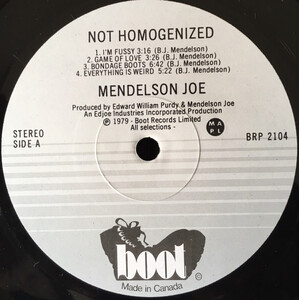 NOT HOMOGENIZED
1. I'M FUSSY 3:16 (B.J. Mendelson)
2. GAME OF LOVE 3:26 (B.J. Mendelson)
3. BONDAGE BOOTS 6:42 (B.J. Mendelson)
4. EVERYTHING IS WEIRD 5:22 (B.J. Mendelson)
MENDELSON JOE
Produced by Edward William Purdy & Mendelson Joe
An Edjoe Industries Incorporated Production
℗ 1979 - Boot Records Limited
All selections -
M A P L
STEREO
SIDE A
BRP 2104
boot
©
Made in Canada